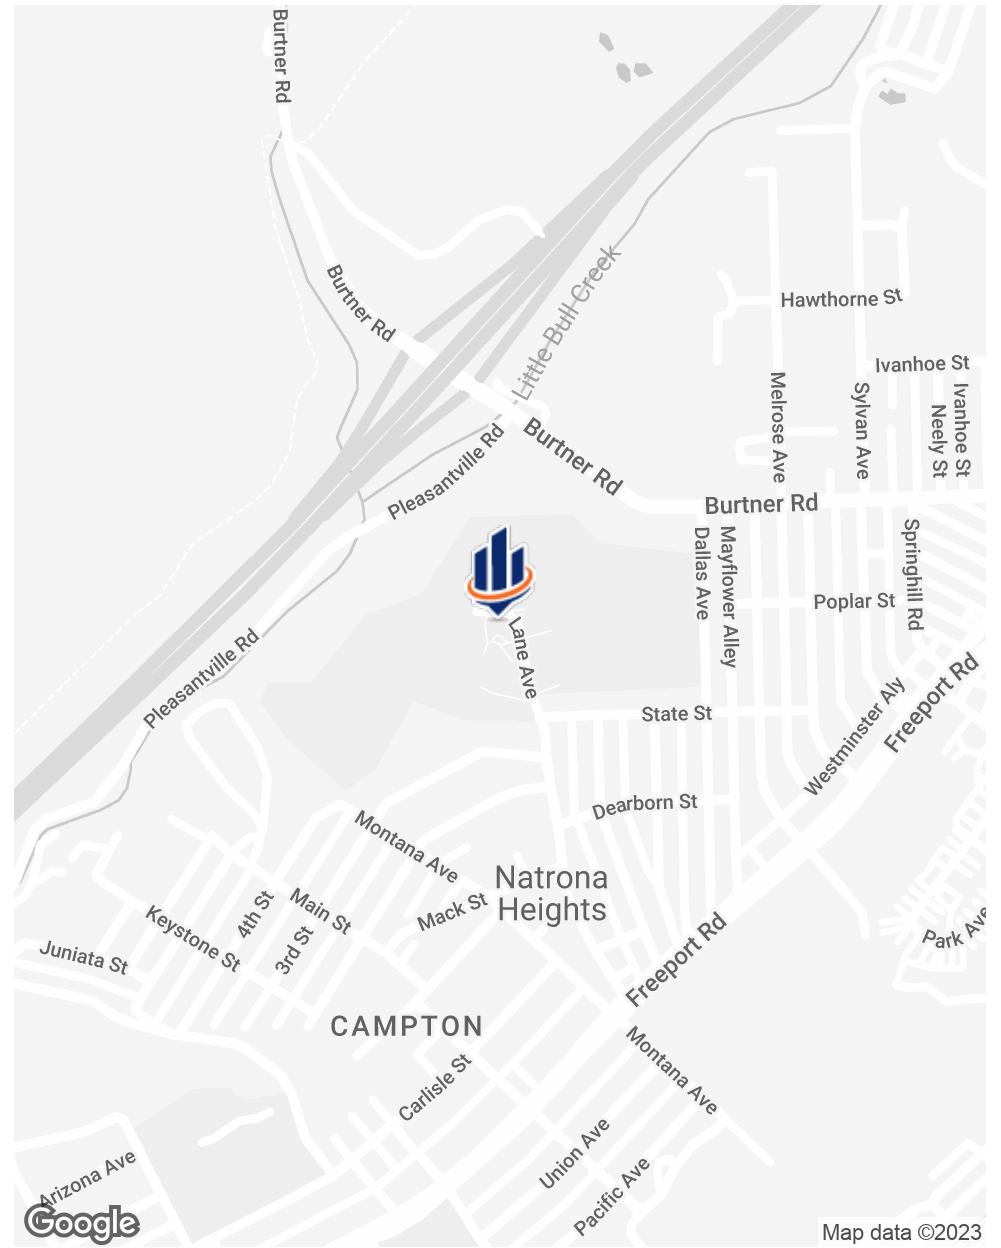 Burtner Rd
Burtner Rd
Little Bull Creek
Hawthorne St
Ivanhoe St
Melrose Ave
Sylvan Ave
Neely St
Ivanhoe St
Pleasantville Rd
Burtner Rd
Burtner Rd
Dallas Ave
Mayflower Alley
Springhill Rd
Poplar St
Lane Ave
Pleasantville Rd
State St
Westminster Aly
Freeport Rd
Dearborn St
Montana Ave
Natrona
Heights
Mack St
4th St
Main St
3rd St
Keystone St
Juniata St
Park Ave
Freeport Rd
CAMPTON
Montana Ave
Carlisle St
Union Ave
Pacific Ave
Arizona Ave
Google
Map data ©2023